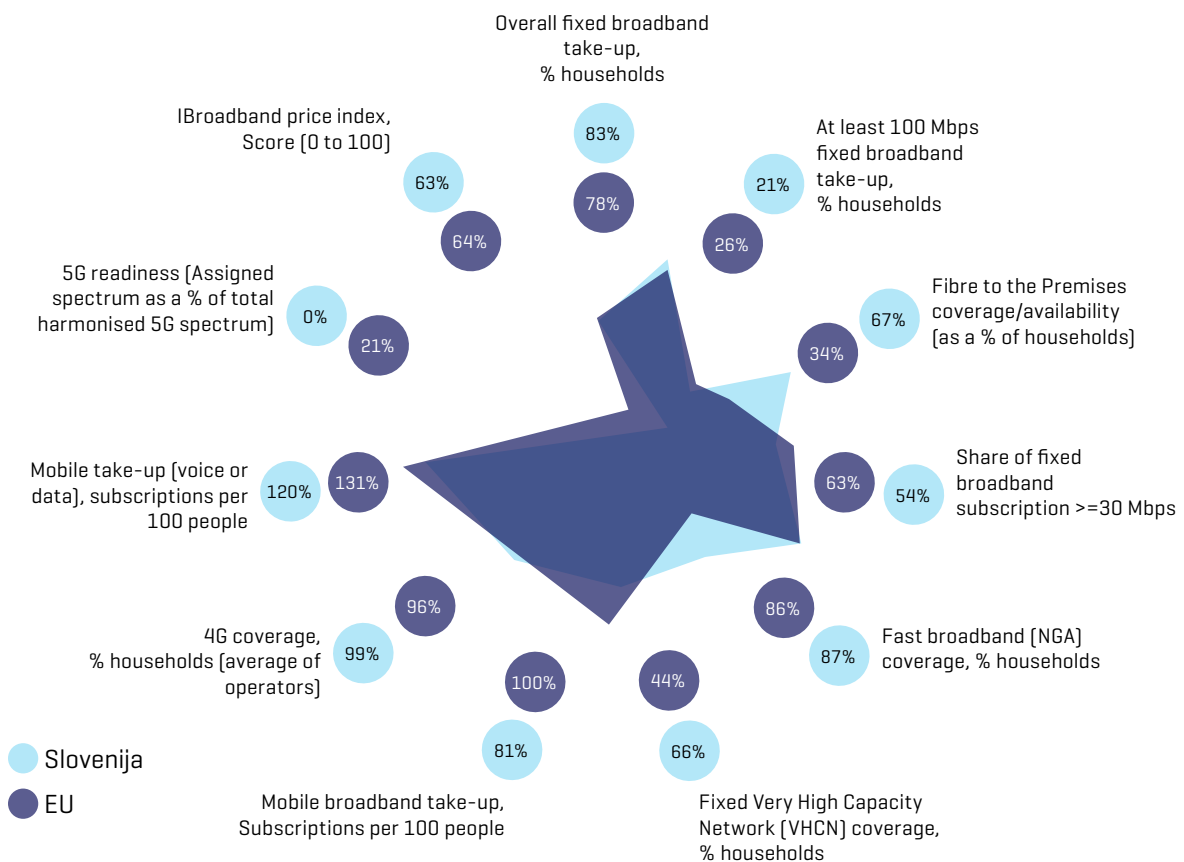 Overall fixed broadband
take-up,
% households
83%
78%
At least 100 Mbps
fixed broadband
take-up,
% households
21%
26%
Fibre to the Premises
coverage/availability
(as a % of households)
67%
34%
Share of fixed
broadband
subscription >=30 Mbps
63%
54%
Fast broadband (NGA)
coverage, % households
86%
87%
Fixed Very High Capacity
Network (VHCN) coverage,
% households
44%
66%
Mobile broadband take-up,
Subscriptions per 100 people
100%
81%
4G coverage,
% households (average of
operators)
96%
99%
Mobile take-up (voice or
data), subscriptions per
100 people
120%
131%
5G readiness (Assigned
spectrum as a % of total
harmonised 5G spectrum)
0%
21%
IBroadband price index,
Score (0 to 100)
63%
64%
Slovenija
EU